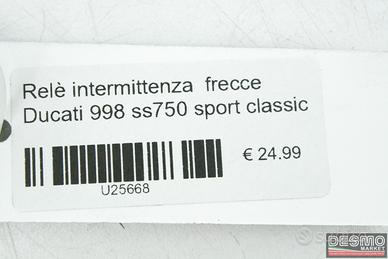 Relè intermittenza frecce
Ducati 998 ss750 sport classic
€ 24.99
U25668
DESMO
MARKET